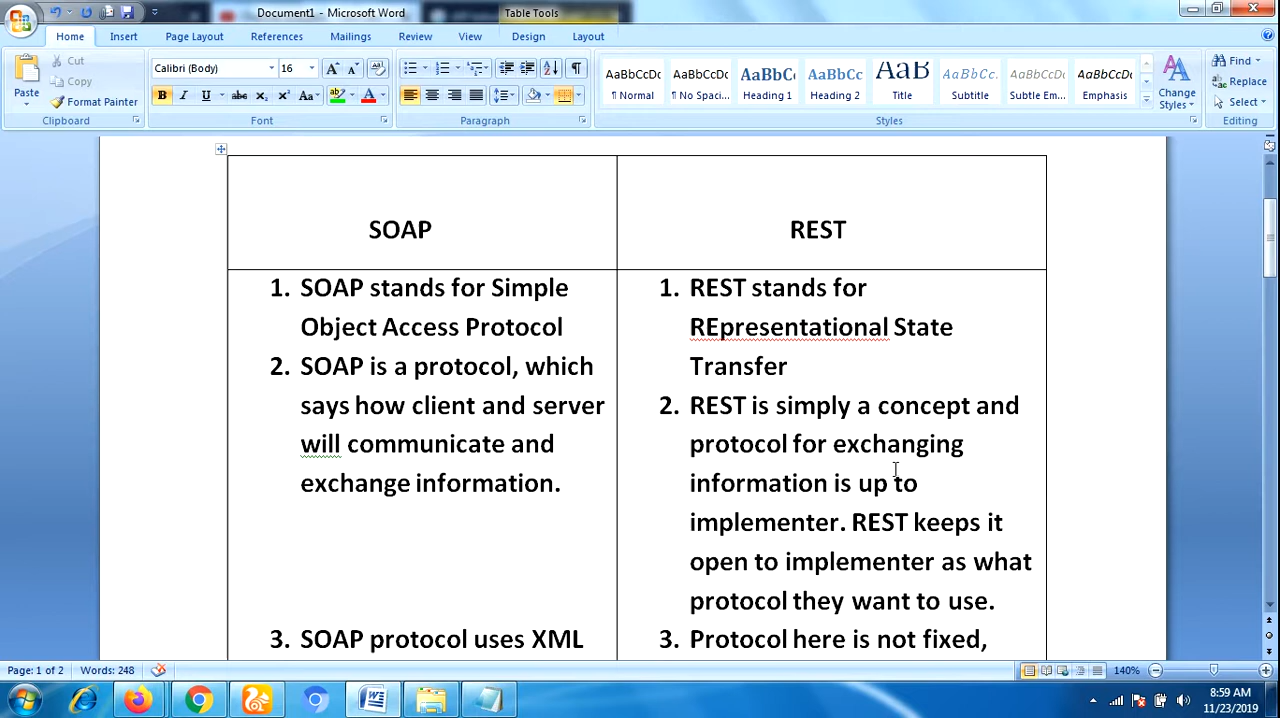 Document1 - Microsoft Word
Table Tools
Home Insert Page Layout References Mailings Review View Design Layout
Paste
Cut
Copy
Format Painter
Clipboard
Calibri (Body) 16
B I U abc x₂ x² Aa
Font
Paragraph
AaBbCcDc AaBbCcDc AaBbC AaBbCc AaB AaBbCc. AaBbCcDc AaBbCcDc
¶ Normal ¶ No Spaci... Heading 1 Heading 2 Title Subtitle Subtle Em... Emphasis
Change
Styles
Styles
Find
Replace
Select
Editing
SOAP
1. SOAP stands for Simple
Object Access Protocol
2. SOAP is a protocol, which
says how client and server
will communicate and
exchange information.
3. SOAP protocol uses XML
REST
1. REST stands for
REpresentational State
Transfer
2. REST is simply a concept and
protocol for exchanging
information is up to
implementer. REST keeps it
open to implementer as what
protocol they want to use.
3. Protocol here is not fixed,
Page: 1 of 2 Words: 248 140%
8:59 AM
11/23/2019